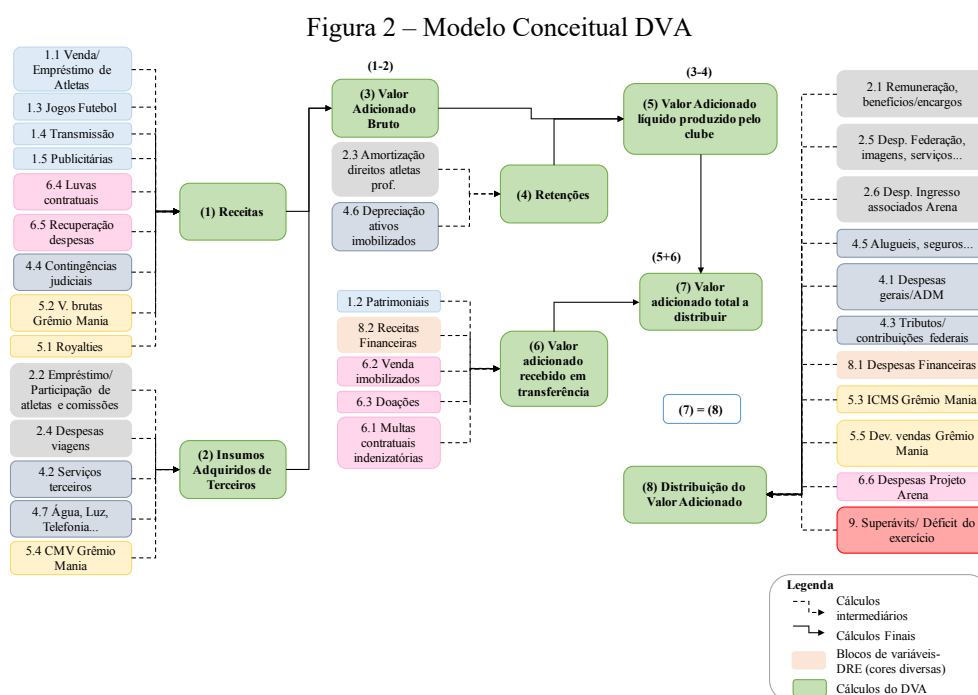 Figura 2 – Modelo Conceitual DVA
1.1 Venda/
Empréstimo de
Atletas
1.3 Jogos Futebol
1.4 Transmissão
1.5 Publicitárias
6.4 Luvas
contratuais
6.5 Recuperação
despesas
4.4 Contingências
judiciais
5.2 V. brutas
Grêmio Mania
5.1 Royalties
2.2 Empréstimo/
Participação de
atletas e comissões
2.4 Despesas
viagens
4.2 Serviços
terceiros
4.7 Água, Luz,
Telefonia...
5.4 CMV Grêmio
Mania
(1) Receitas
(2) Insumos
Adquiridos de
Terceiros
(1-2)
(3) Valor
Adicionado
Bruto
2.3 Amortização
direitos atletas
prof.
4.6 Depreciação
ativos imobilizados
(4) Retenções
(3-4)
(5) Valor Adicionado
líquido produzido pelo
clube
1.2 Patrimoniais
8.2 Receitas
Financeiras
6.2 Venda
imobilizados
6.3 Doações
6.1 Multas
contratuais
indenizatórias
(6) Valor
adicionado
recebido em
transferência
(5+6)
(7) Valor
adicionado total a
distribuir
(7) = (8)
(8) Distribuição do
Valor Adicionado
2.1 Remuneração,
benefícios/encargos
2.5 Desp. Federação,
imagens, serviços...
2.6 Desp. Ingresso
associados Arena
4.5 Alugueis, seguros...
4.1 Despesas
gerais/ADM
4.3 Tributos/
contribuições federais
8.1 Despesas Financeiras
5.3 ICMS Grêmio Mania
5.5 Dev. vendas Grêmio
Mania
6.6 Despesas Projeto
Arena
9. Superávits/ Déficit do
exercício
Legenda
Cálculos
intermediários
Cálculos Finais
Blocos de variáveis-
DRE (cores diversas)
Cálculos do DVA